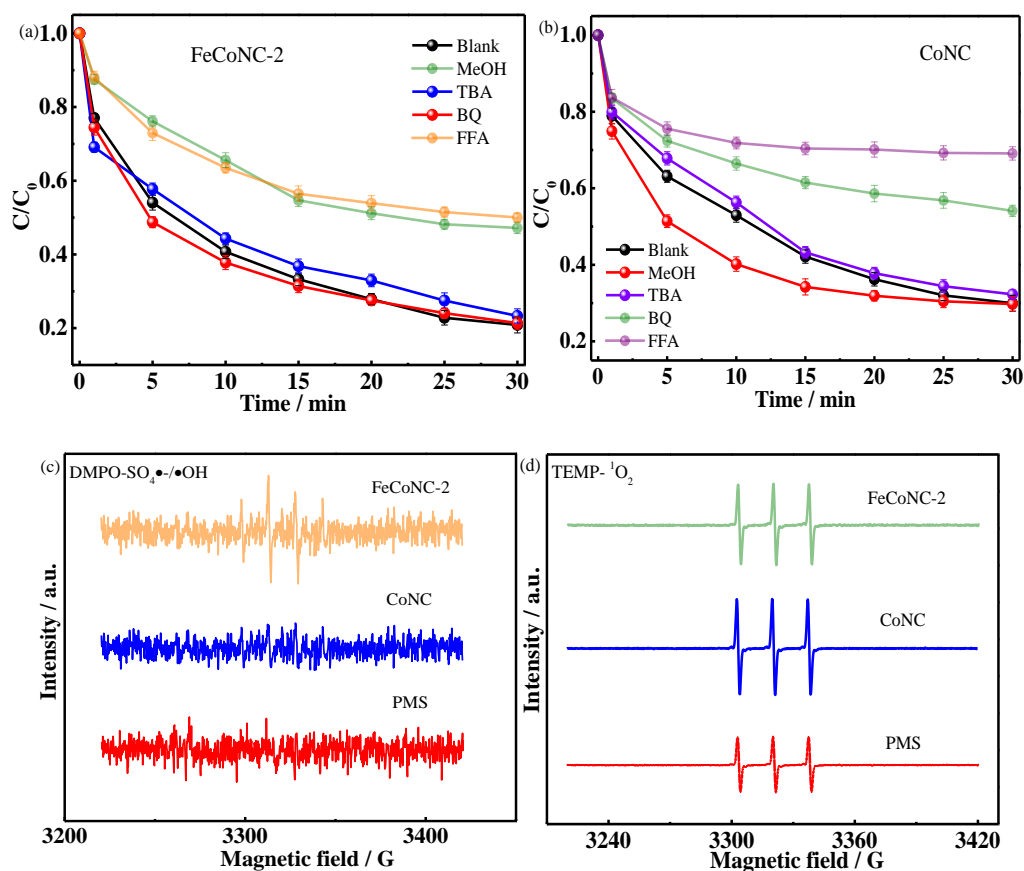 (a)
FeCoNC-2
Blank
MeOH
TBA
BQ
FFA
C/C₀
1.0
0.8
0.6
0.4
0.2
0 5 10 15 20 25 30
Time / min
(b)
CoNC
Blank
MeOH
TBA
BQ
FFA
C/C₀
1.0
0.8
0.6
0.4
0.2
0 5 10 15 20 25 30
Time / min
(c) DMPO-SO₄●-/●OH
FeCoNC-2
CoNC
PMS
Intensity / a.u.
3200 3300 3400
Magnetic field / G
(d) TEMP- ¹O₂
FeCoNC-2
CoNC
PMS
Intensity / a.u.
3240 3300 3360 3420
Magnetic field / G